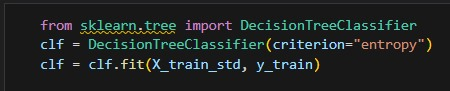 from sklearn.tree import DecisionTreeClassifier
clf = DecisionTreeClassifier(criterion="entropy")
clf = clf.fit(X_train_std, y_train)